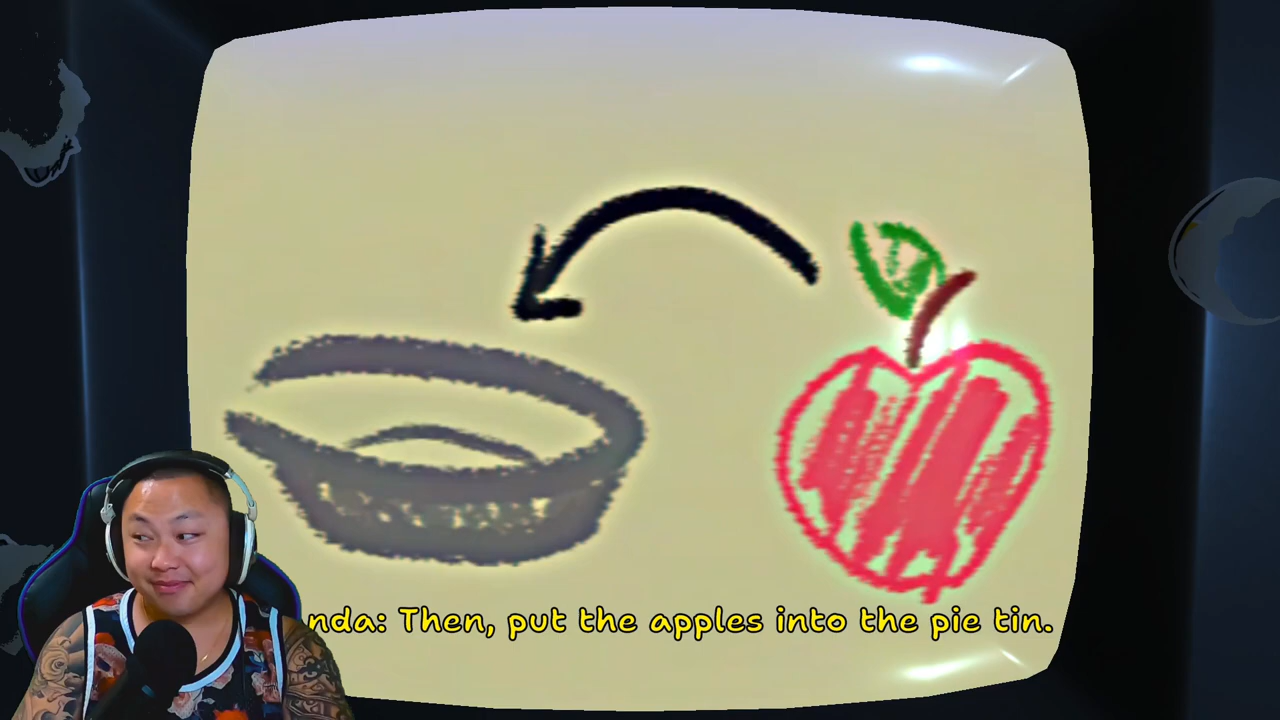 nda: Then, put the apples into the pie tin.